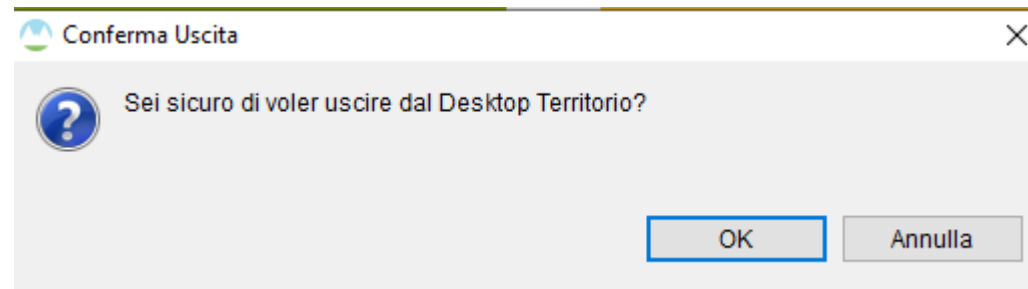 Conferma Uscita
Sei sicuro di voler uscire dal Desktop Territorio?
OK
Annulla